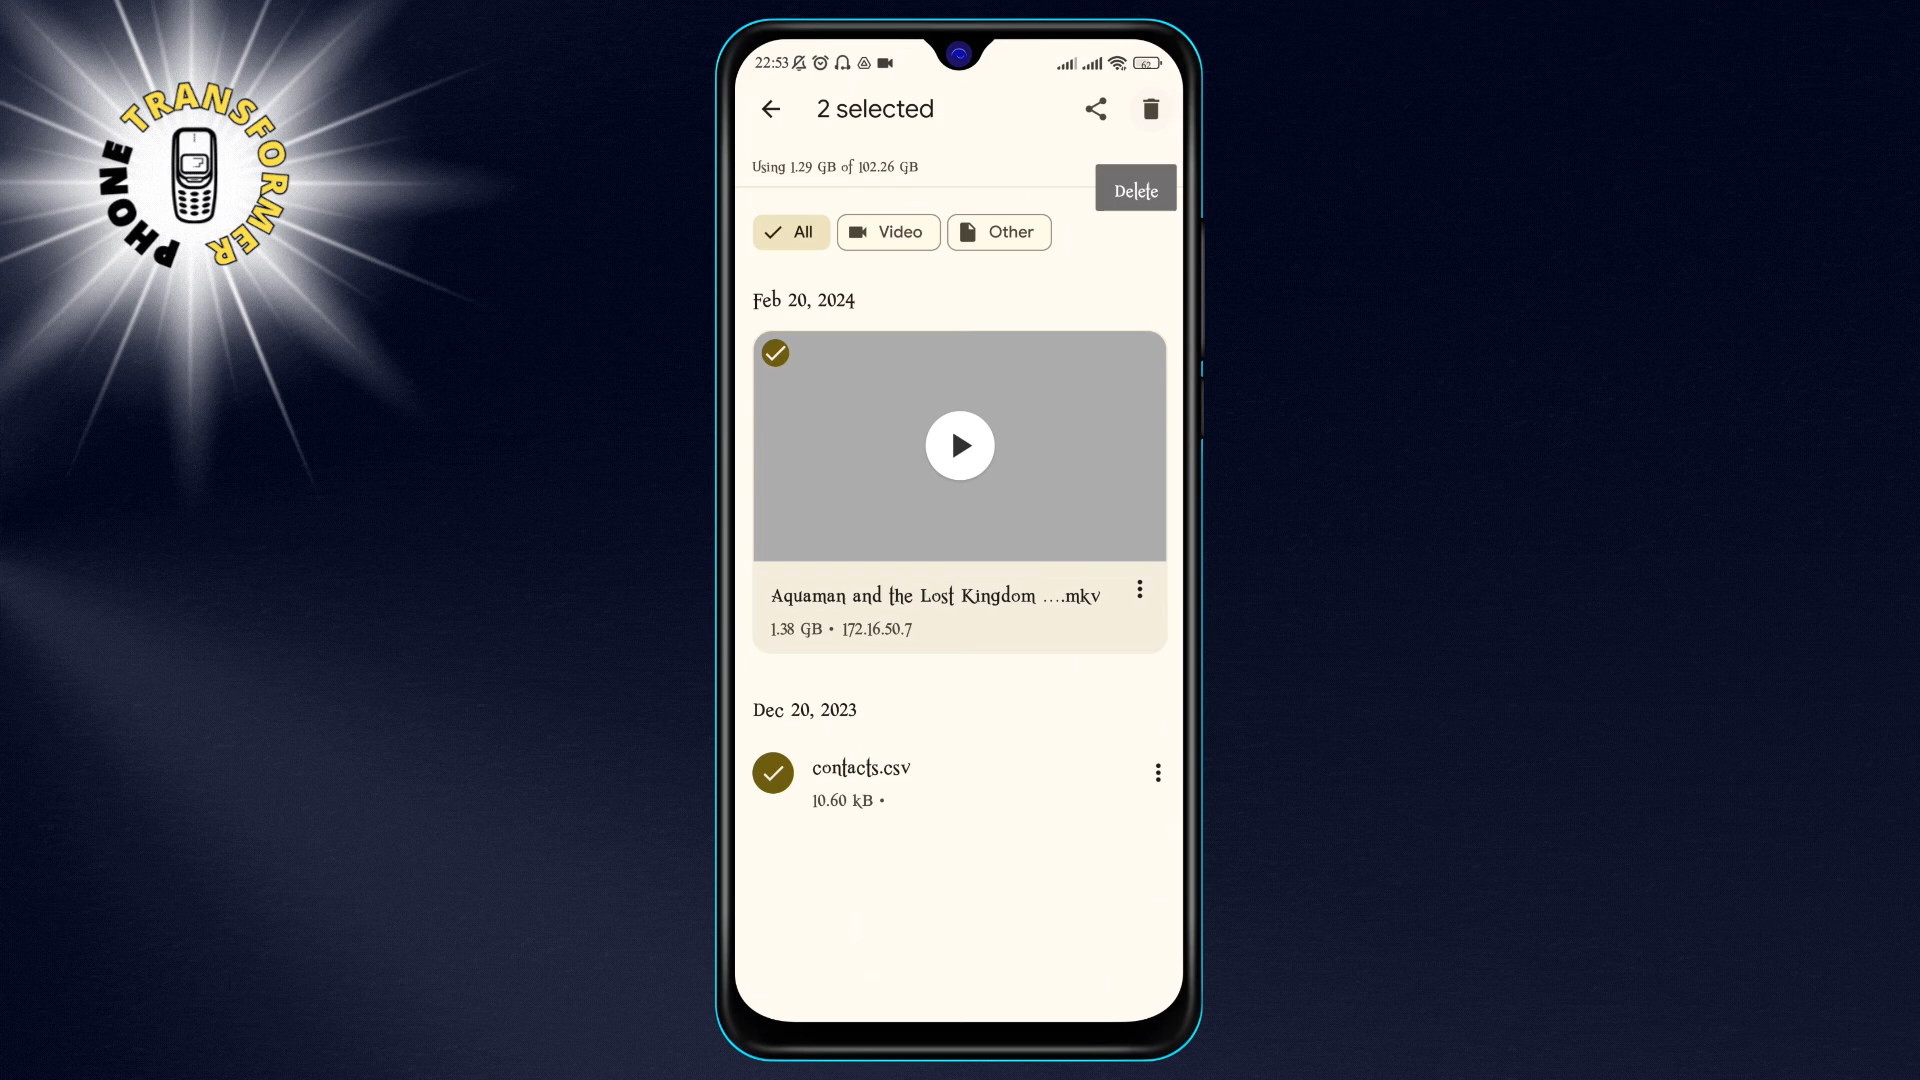 PHONE TRANSFORMER
22:53
62
2 selected
Using 1.29 GB of 102.26 GB
Delete
All
Video
Other
Feb 20, 2024
Aquaman and the Lost Kingdom ....mkv
1.38 GB • 172.16.50.7
Dec 20, 2023
contacts.csv
10.60 kB •